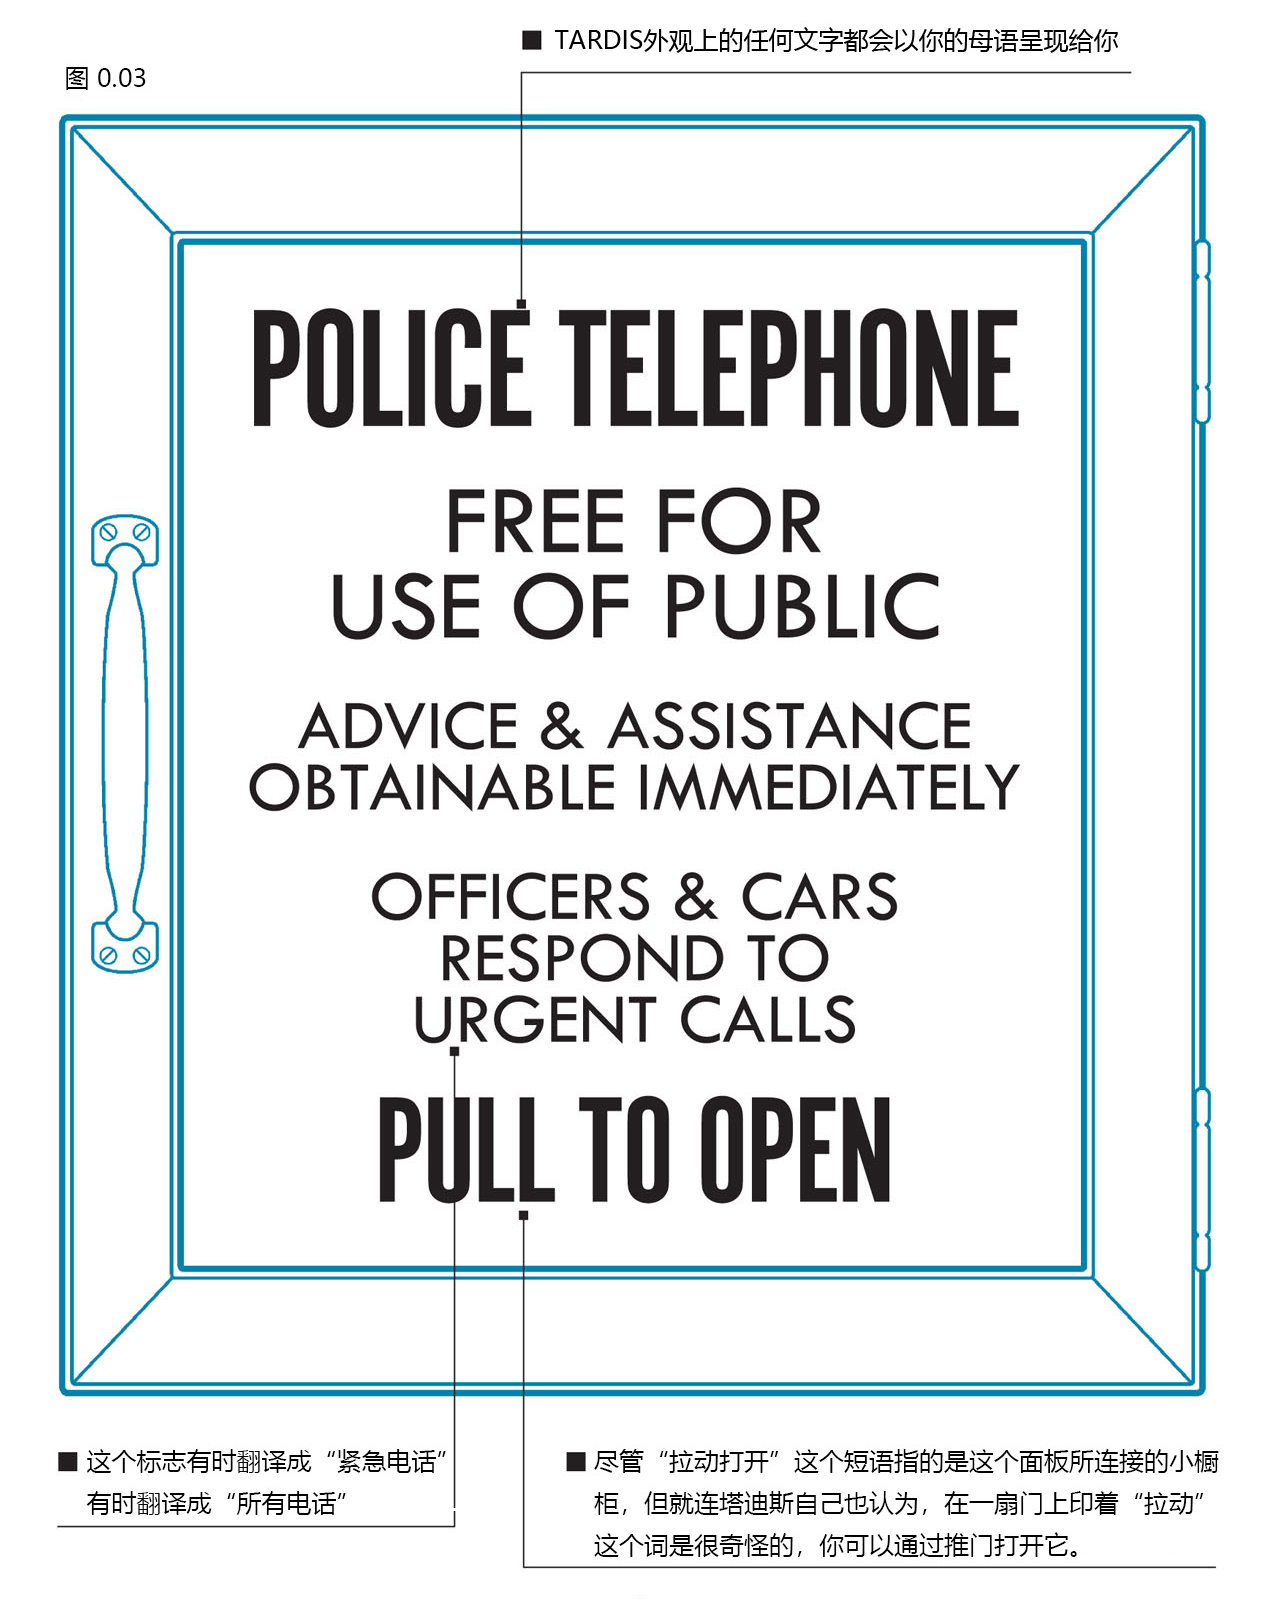 ■ TARDIS外观上的任何文字都会以你的母语呈现给你
图 0.03
POLICE TELEPHONE
FREE FOR
USE OF PUBLIC
ADVICE & ASSISTANCE
OBTAINABLE IMMEDIATELY
OFFICERS & CARS
RESPOND TO
URGENT CALLS
PULL TO OPEN
■ 这个标志有时翻译成“紧急电话”
有时翻译成“所有电话”
■ 尽管“拉动打开”这个短语指的是这个面板所连接的小橱
柜，但就连塔迪斯自己也认为，在一扇门上印着“拉动”
这个词是很奇怪的，你可以通过推门打开它。